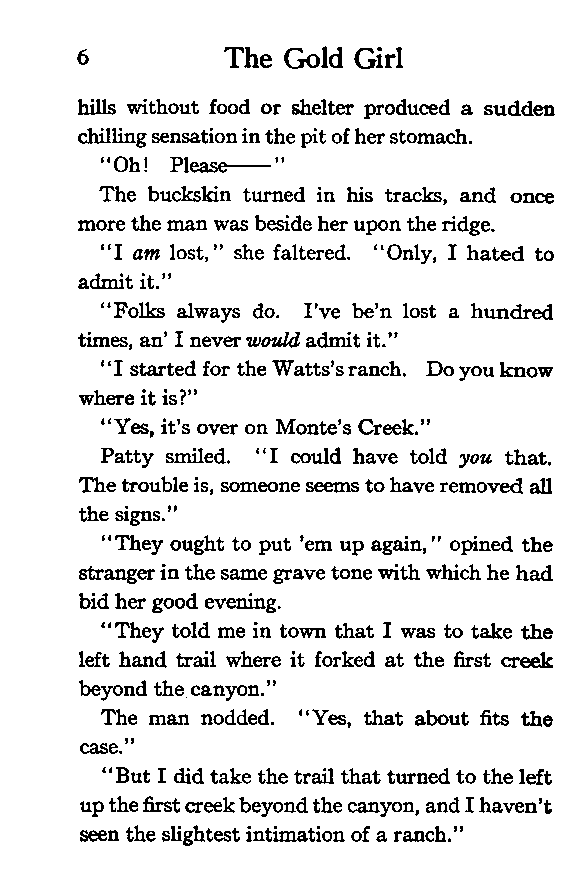 6 The Gold Girl
hills without food or shelter produced a sudden
chilling sensation in the pit of her stomach.
"Oh! Please——"
The buckskin turned in his tracks, and once
more the man was beside her upon the ridge.
"I am lost," she faltered. "Only, I hated to
admit it."
"Folks always do. I've be'n lost a hundred
times, an' I never would admit it."
"I started for the Watts's ranch. Do you know
where it is?"
"Yes, it's over on Monte's Creek."
Patty smiled. "I could have told you that.
The trouble is, someone seems to have removed all
the signs."
"They ought to put 'em up again," opined the
stranger in the same grave tone with which he had
bid her good evening.
"They told me in town that I was to take the
left hand trail where it forked at the first creek
beyond the canyon."
The man nodded. "Yes, that about fits the
case."
"But I did take the trail that turned to the left
up the first creek beyond the canyon, and I haven't
seen the slightest intimation of a ranch."